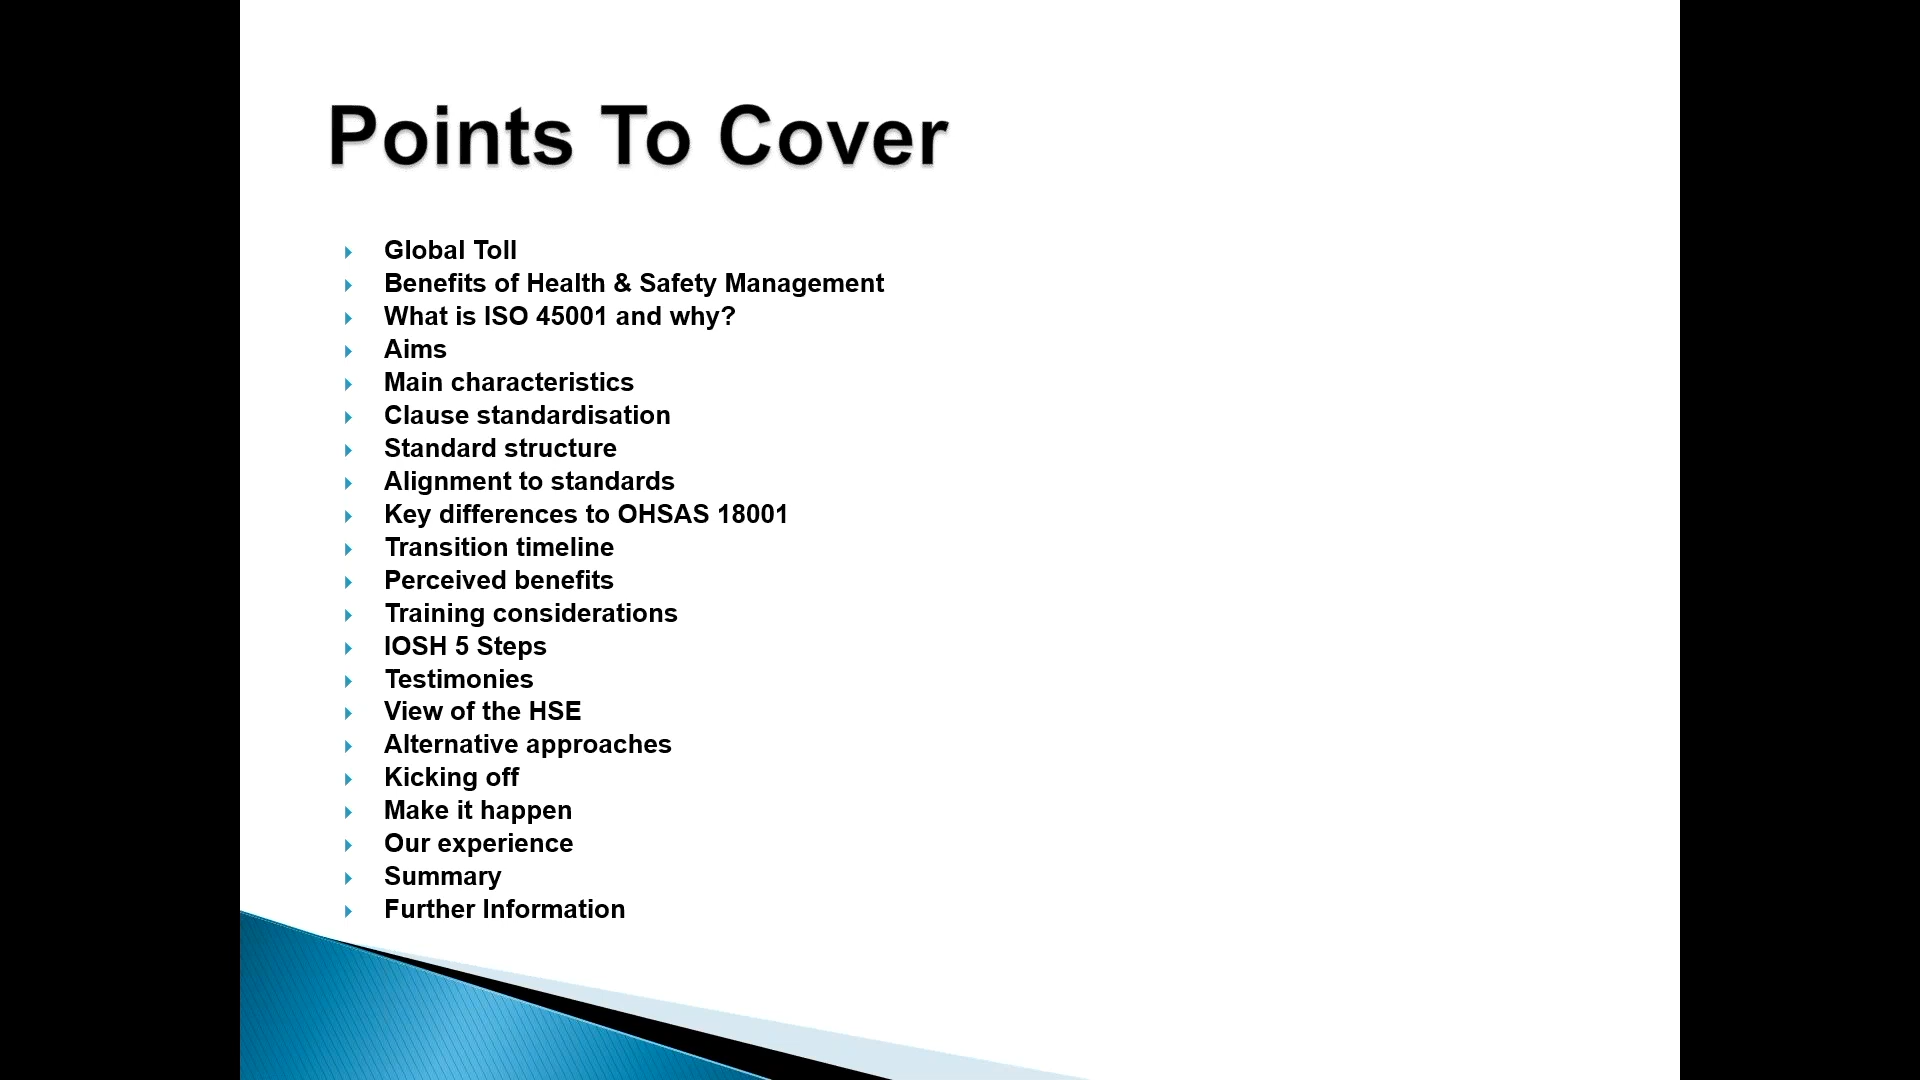 Points To Cover
Global Toll
Benefits of Health & Safety Management
What is ISO 45001 and why?
Aims
Main characteristics
Clause standardisation
Standard structure
Alignment to standards
Key differences to OHSAS 18001
Transition timeline
Perceived benefits
Training considerations
IOSH 5 Steps
Testimonies
View of the HSE
Alternative approaches
Kicking off
Make it happen
Our experience
Summary
Further Information